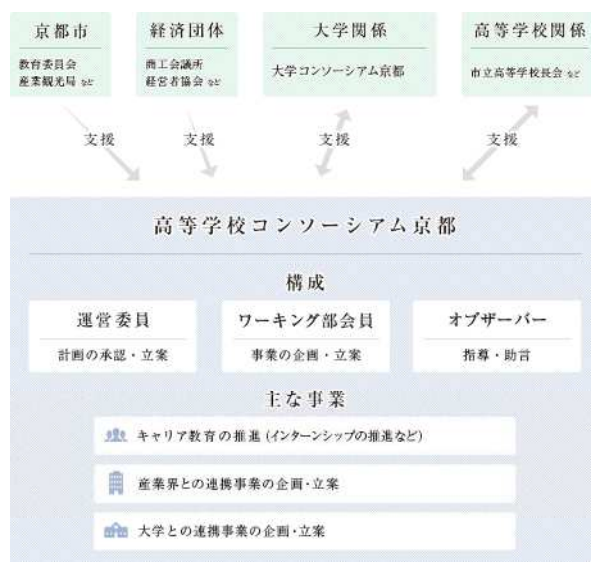 京都市
教育委員会
産業観光局 など
経済団体
商工会議所
経営者協会 など
大学関係
大学コンソーシアム京都
高等学校関係
市立高等学校長会 など
支援
支援
支援
支援
高等学校コンソーシアム京都
構成
運営委員
計画の承認・立案
ワーキング部会員
事業の企画・立案
オブザーバー
指導・助言
主な事業
キャリア教育の推進 (インターンシップの推進など)
産業界との連携事業の企画・立案
大学との連携事業の企画・立案